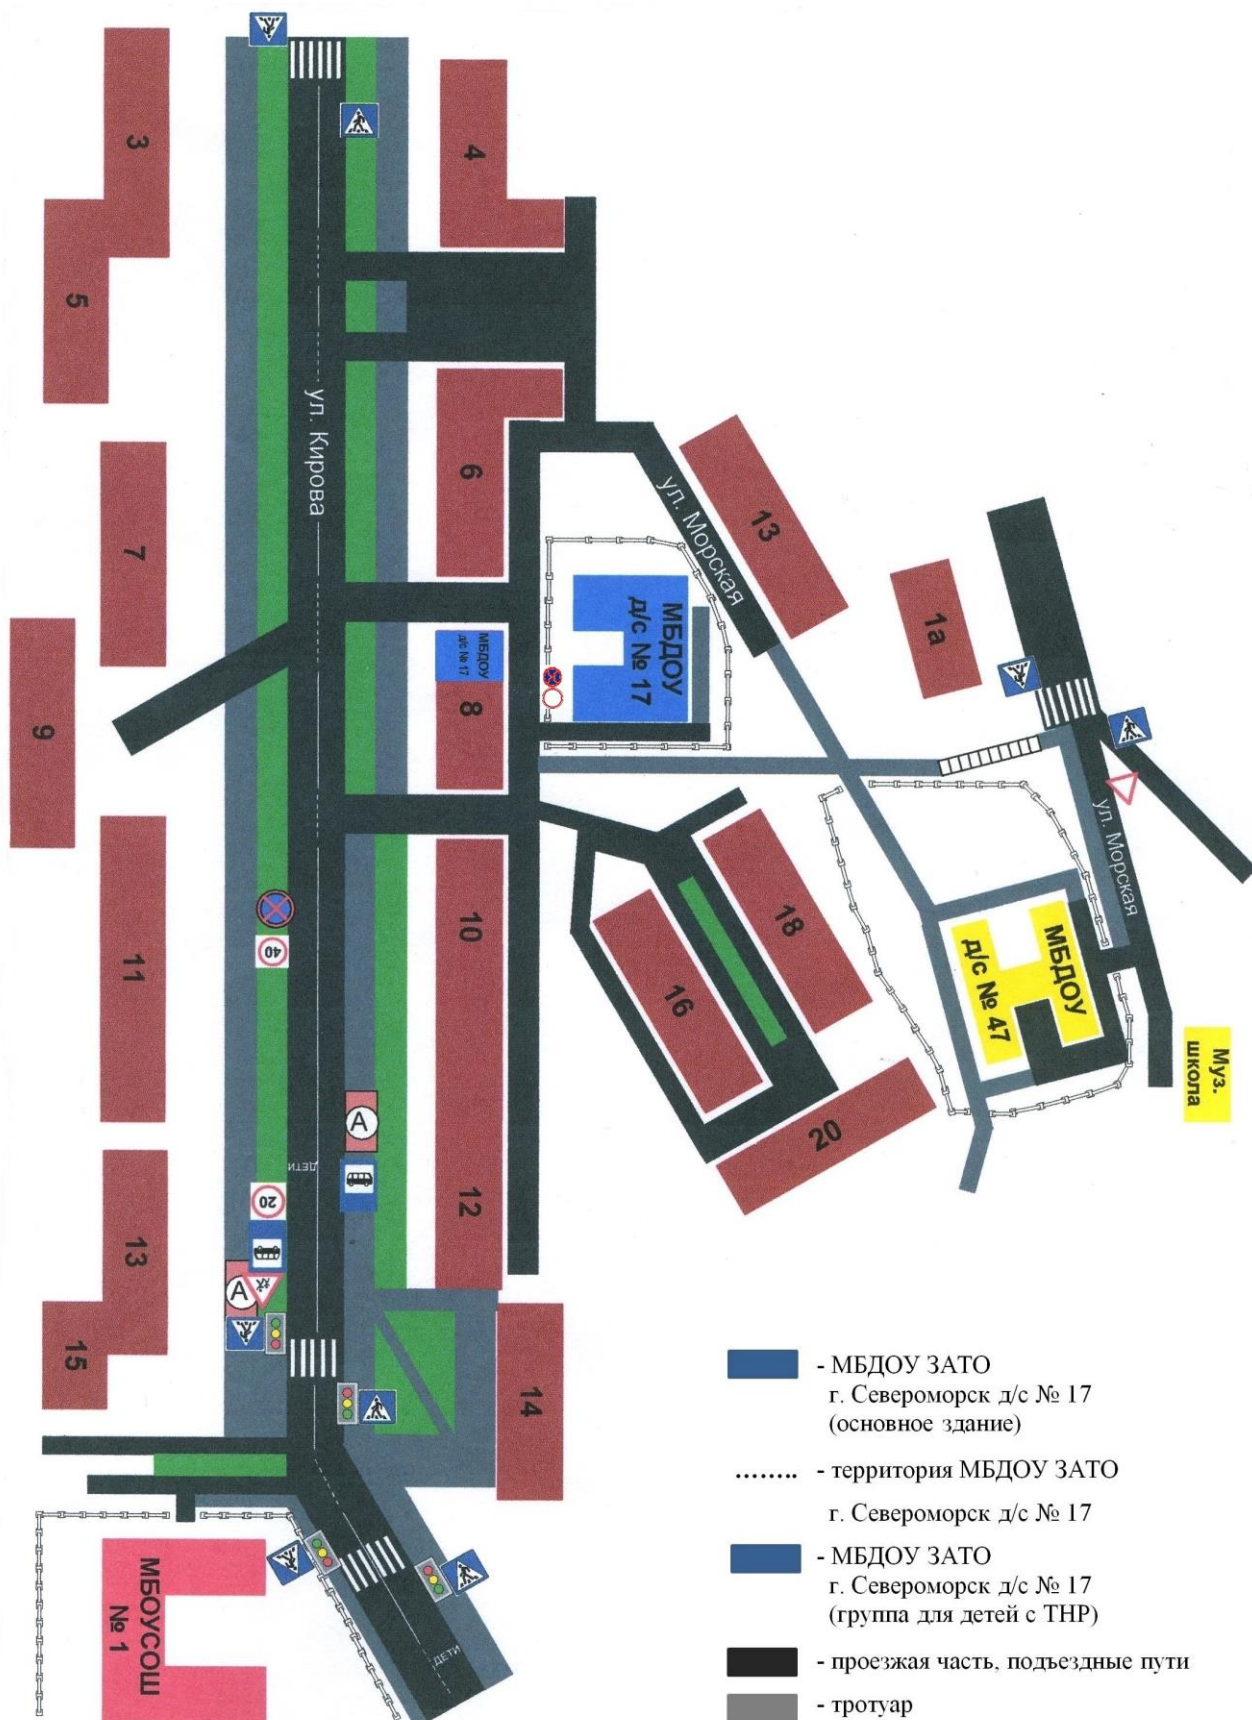 3
4
5
ул. Кирова
6
7
ул. Морская
13
1а
МБДОУ
д/с № 17
МБДОУ
д/с № 17
8
9
ул. Морская
10
11
40
18
16
МБДОУ
д/с № 47
Муз.
школа
А
20
ДЕТИ
20
12
13
А
15
14
МБОУСОШ
№ 1
ДЕТИ
- МБДОУ ЗАТО
г. Североморск д/с № 17
(основное здание)
........ - территория МБДОУ ЗАТО
г. Североморск д/с № 17
- МБДОУ ЗАТО
г. Североморск д/с № 17
(группа для детей с ТНР)
- проезжая часть, подъездные пути
- тротуар